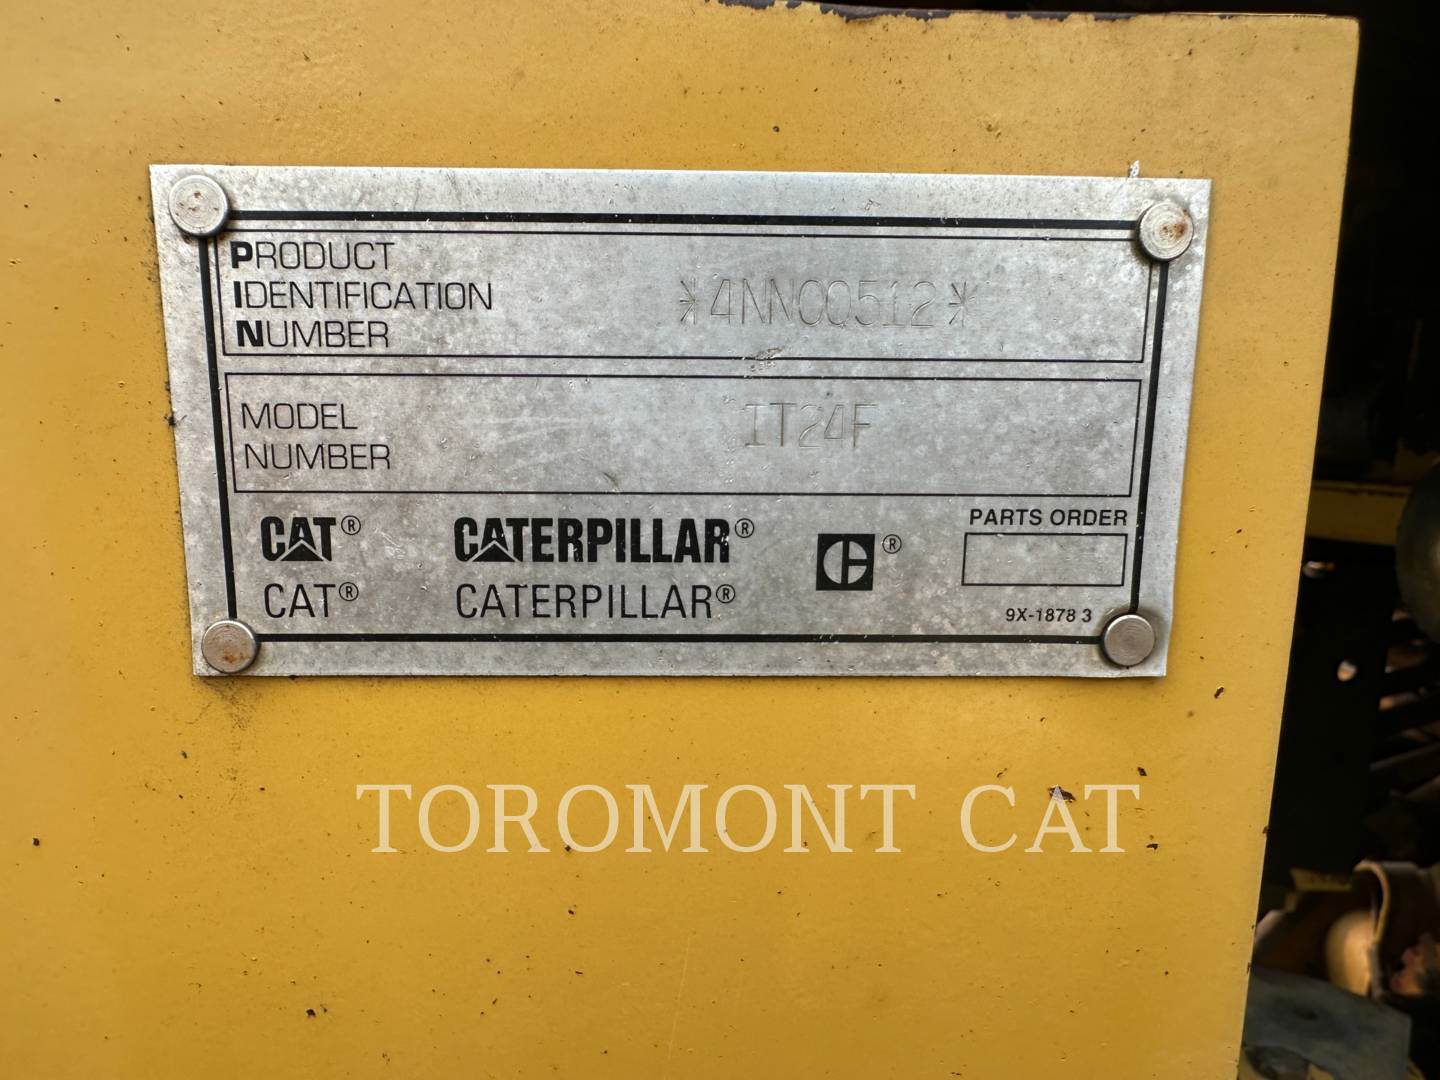 PRODUCT
IDENTIFICATION
NUMBER
*4NN00512*
MODEL
NUMBER
IT24F
CAT® CATERPILLAR® ®
CAT® CATERPILLAR®
PARTS ORDER
9X-1878 3
TOROMONT CAT